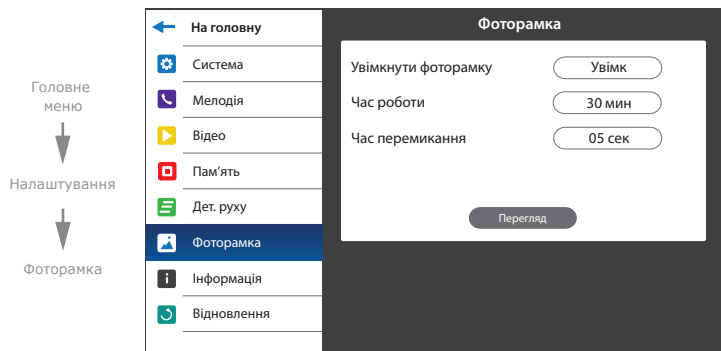 Головне
меню
Налаштування
Фоторамка
На головну
Система
Мелодія
Відео
Пам'ять
Дет. руху
Фоторамка
Інформація
Відновлення
Фоторамка
Увімкнути фоторамку Увімк
Час роботи 30 мин
Час перемикання 05 сек
Перегляд